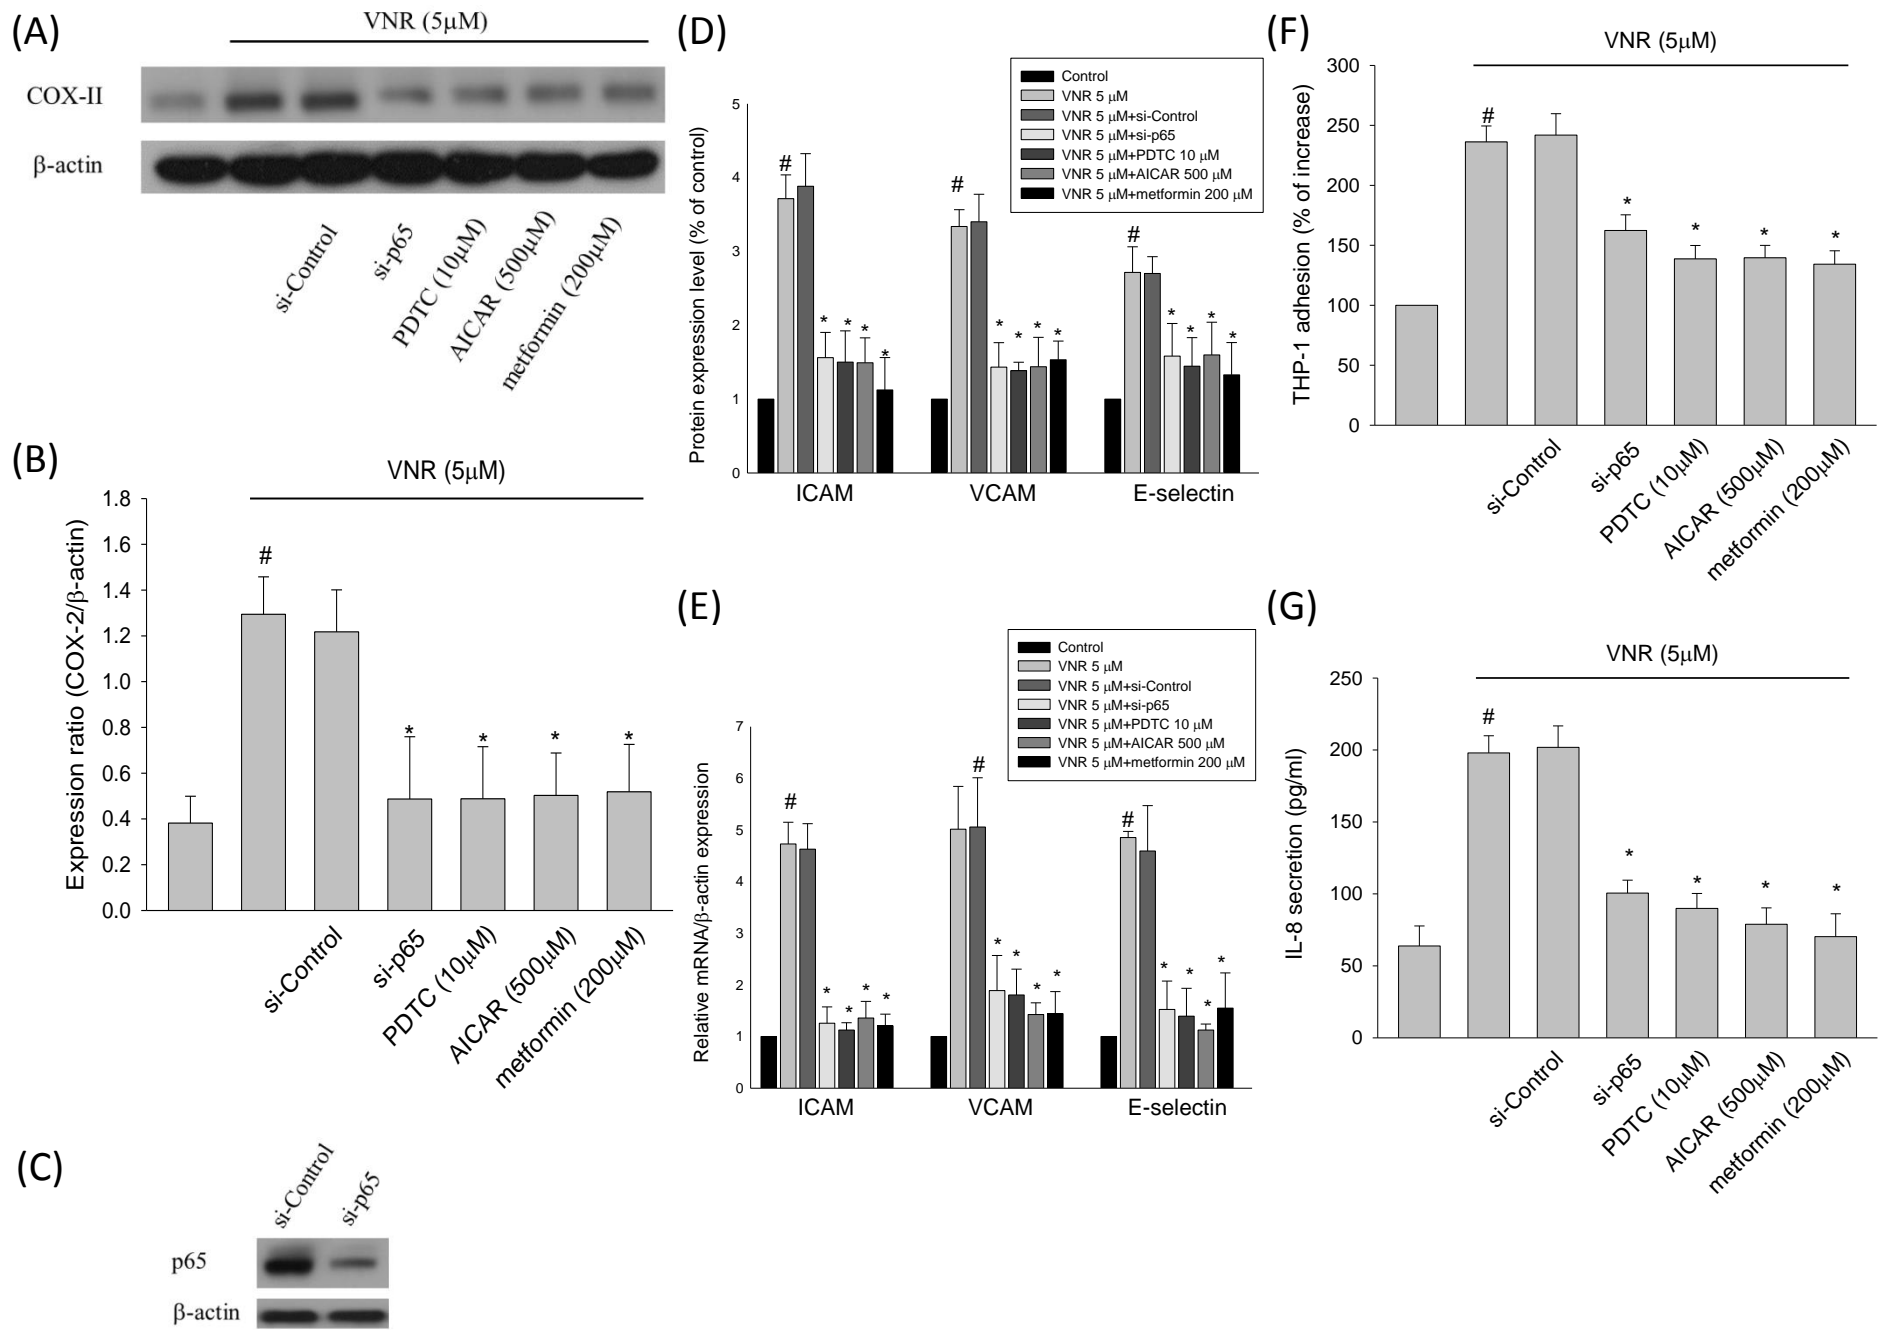 (A)
VNR (5μM)
COX-II
β-actin
si-Control
si-p65
PDTC (10μM)
AICAR (500μM)
metformin (200μM)
(B)
VNR (5μM)
Expression ratio (COX-2/β-actin)
1.8
1.6
1.4
1.2
1.0
0.8
0.6
0.4
0.2
0.0
#
*
*
*
*
si-Control
si-p65
PDTC (10μM)
AICAR (500μM)
metformin (200μM)
(C)
si-Control
si-p65
p65
β-actin
(D)
Control
VNR 5 μM
VNR 5 μM+si-Control
VNR 5 μM+si-p65
VNR 5 μM+PDTC 10 μM
VNR 5 μM+AICAR 500 μM
VNR 5 μM+metformin 200 μM
Protein expression level (% of control)
5
4
3
2
1
0
#
* * * *
#
* * * *
#
* * * *
ICAM
VCAM
E-selectin
(E)
Control
VNR 5 μM
VNR 5 μM+si-Control
VNR 5 μM+si-p65
VNR 5 μM+PDTC 10 μM
VNR 5 μM+AICAR 500 μM
VNR 5 μM+metformin 200 μM
Relative mRNA/β-actin expression
7
6
5
4
3
2
1
0
#
* * * *
#
* * * *
#
* * * *
ICAM
VCAM
E-selectin
(F)
VNR (5μM)
THP-1 adhesion (% of increase)
300
250
200
150
100
50
0
#
*
*
*
*
si-Control
si-p65
PDTC (10μM)
AICAR (500μM)
metformin (200μM)
(G)
VNR (5μM)
IL-8 secretion (pg/ml)
250
200
150
100
50
0
#
*
*
*
*
si-Control
si-p65
PDTC (10μM)
AICAR (500μM)
metformin (200μM)